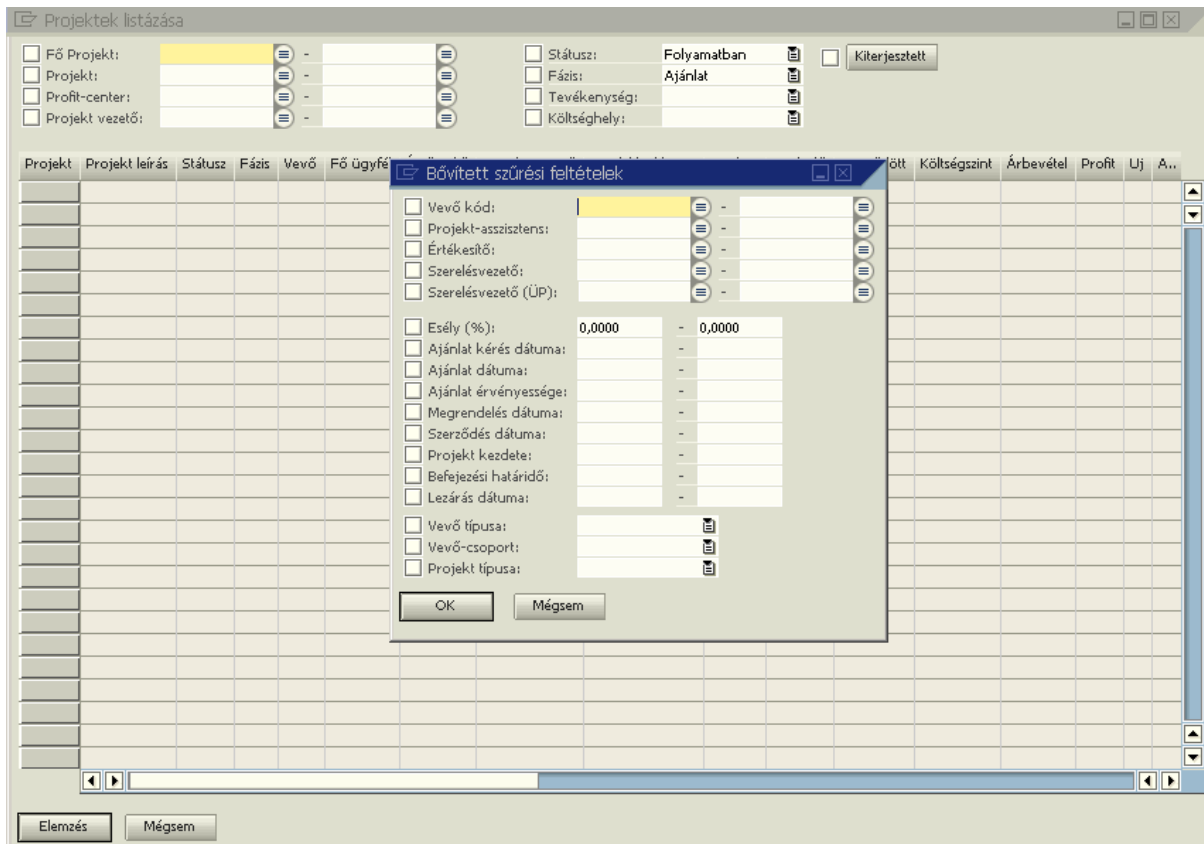 Projektek listázása
Fő Projekt: - Státusz: Folyamatban Kiterjesztett
Projekt: - Fázis: Ajánlat
Profit-center: - Tevékenység:
Projekt vezető: - Költséghely:
Projekt Projekt leírás Státusz Fázis Vevő Költségszint Árbevétel Profit Uj A..
Bővített szűrési feltételek
Vevő kód: -
Projekt-asszisztens: -
Értékesítő: -
Szerelésvezető: -
Szerelésvezető (ÜP): -
Esély (%): 0,0000 - 0,0000
Ajánlat kérés dátuma: -
Ajánlat dátuma: -
Ajánlat érvényessége: -
Megrendelés dátuma: -
Szerződés dátuma: -
Projekt kezdete: -
Befejezési határidő: -
Lezárás dátuma: -
Vevő típusa:
Vevő-csoport:
Projekt típusa:
OK Mégsem
Elemzés Mégsem